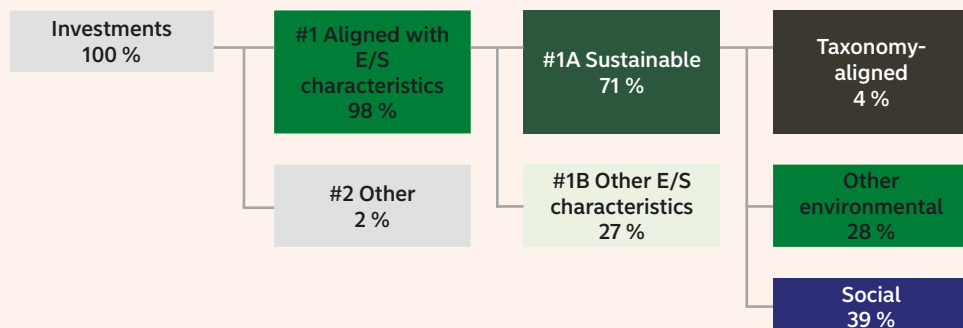 Investments
100 %
#1 Aligned with
E/S
characteristics
98 %
#2 Other
2 %
#1A Sustainable
71 %
#1B Other E/S
characteristics
27 %
Taxonomy-
aligned
4 %
Other
environmental
28 %
Social
39 %